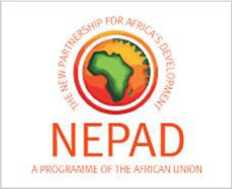 THE NEW PARTNERSHIP FOR AFRICA'S DEVELOPMENT
NEPAD
A PROGRAMME OF THE AFRICAN UNION